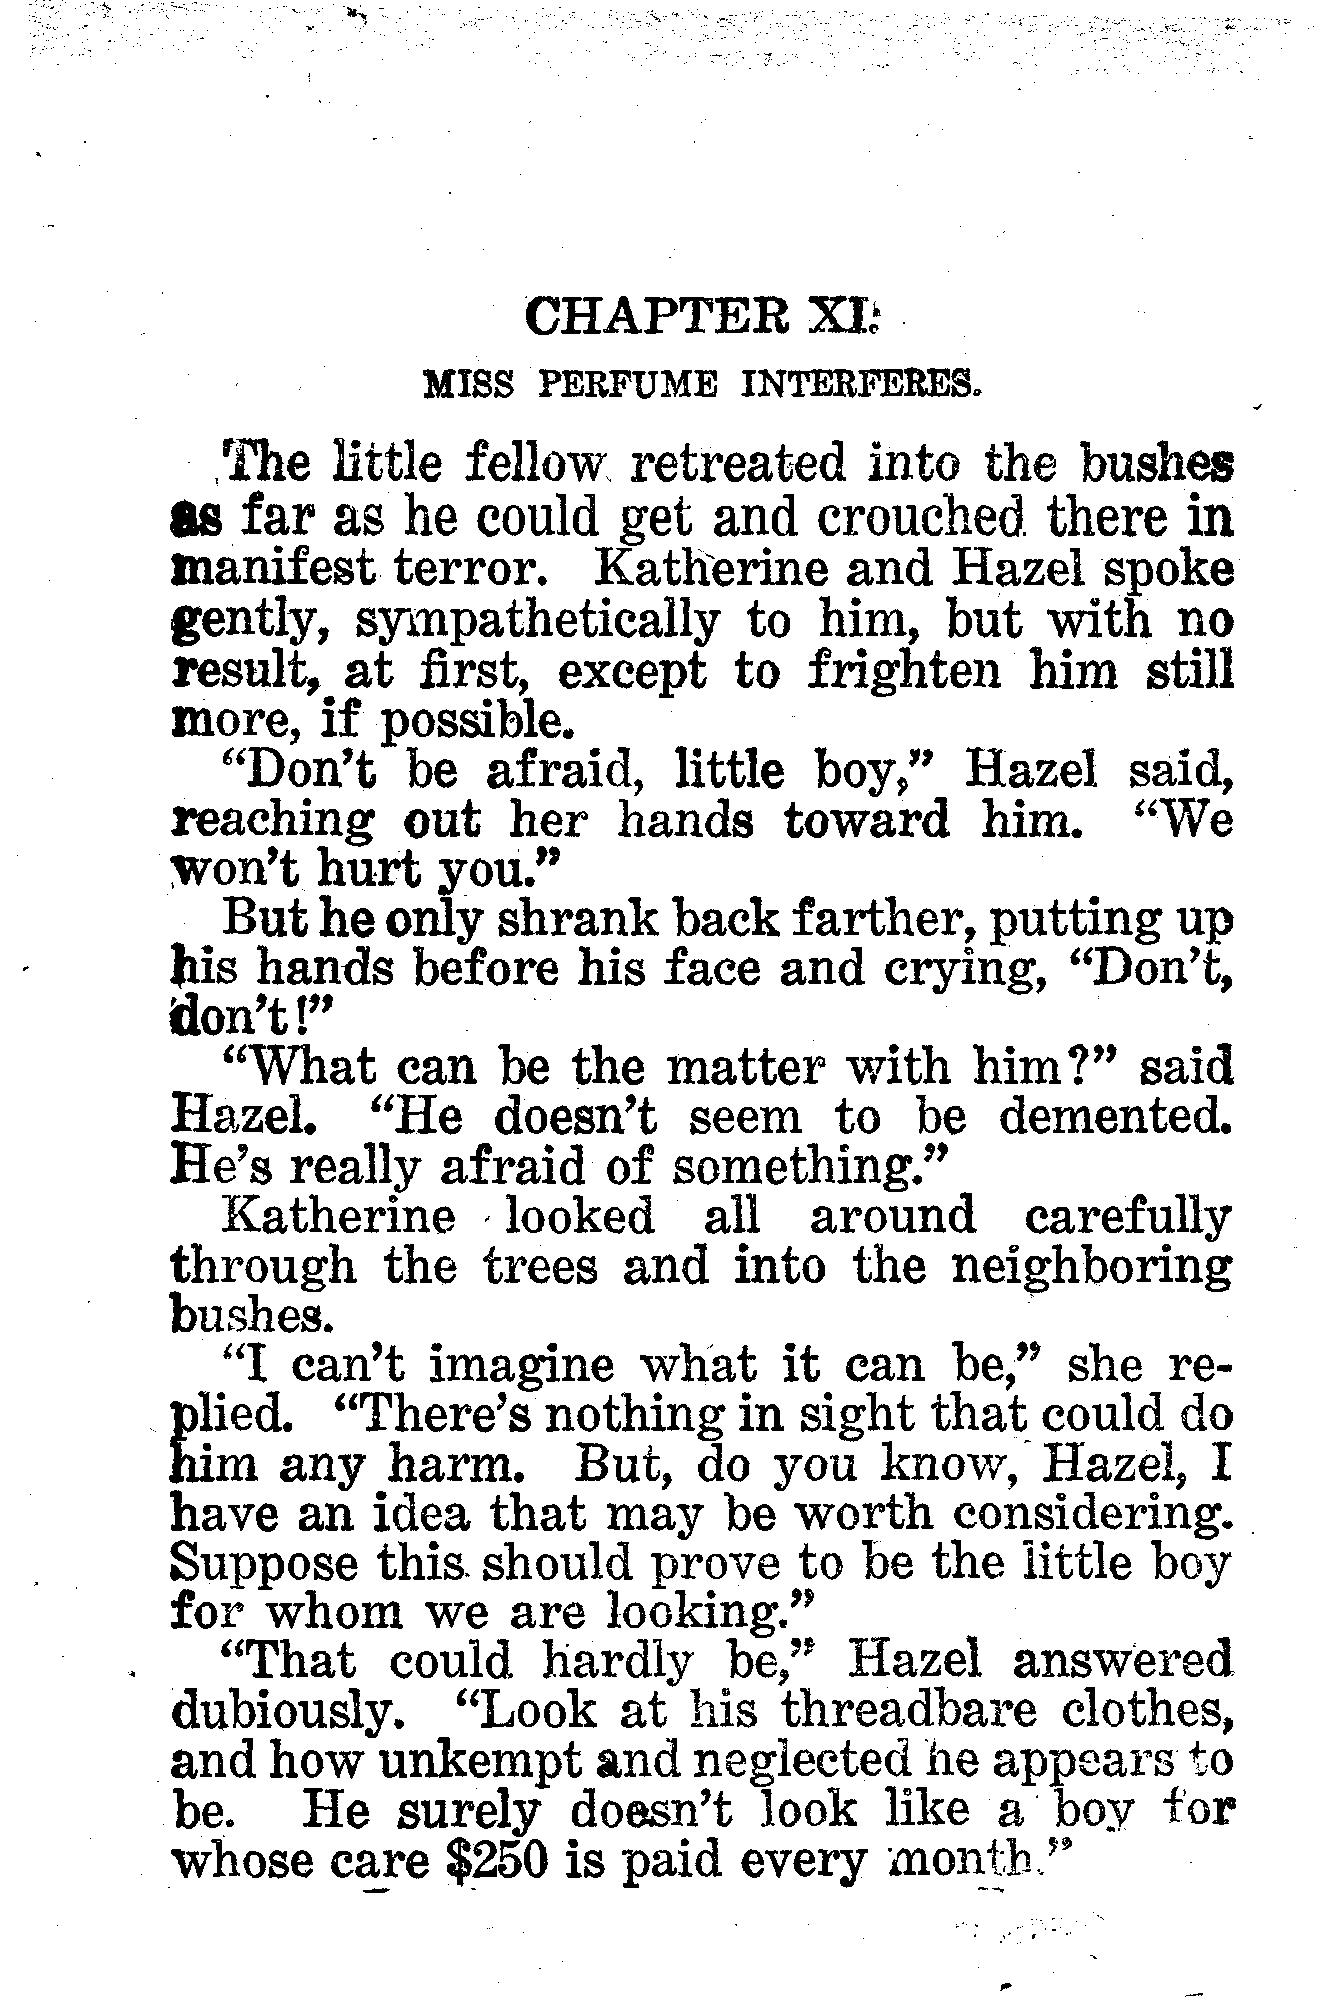 CHAPTER XI.
MISS PERFUME INTERFERES.
The little fellow retreated into the bushes
as far as he could get and crouched there in
manifest terror. Katherine and Hazel spoke
gently, sympathetically to him, but with no
result, at first, except to frighten him still
more, if possible.
“Don’t be afraid, little boy,” Hazel said,
reaching out her hands toward him. “We
won’t hurt you.”
But he only shrank back farther, putting up
his hands before his face and crying, “Don’t,
don’t!”
“What can be the matter with him?” said
Hazel. “He doesn’t seem to be demented.
He’s really afraid of something.”
Katherine looked all around carefully
through the trees and into the neighboring
bushes.
“I can’t imagine what it can be,” she re-
plied. “There’s nothing in sight that could do
him any harm. But, do you know, Hazel, I
have an idea that may be worth considering.
Suppose this should prove to be the little boy
for whom we are looking.”
“That could hardly be,” Hazel answered
dubiously. “Look at his threadbare clothes,
and how unkempt and neglected he appears to
be. He surely doesn’t look like a boy for
whose care $250 is paid every month.”